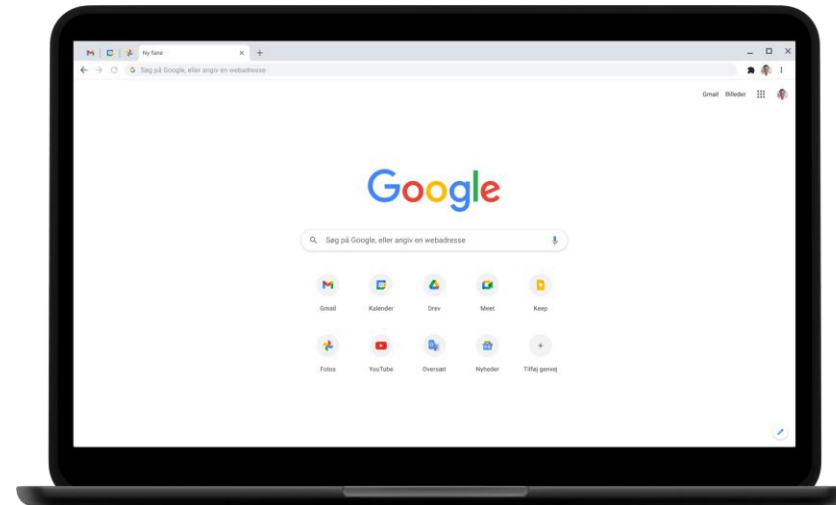 Ny fane
Søg på Google, eller angiv en webadresse
Gmail Billeder
Google
Søg på Google, eller angiv en webadresse
Gmail Kalender Drev Meet Keep
Fotos YouTube Oversæt Nyheder Tilføj genvej